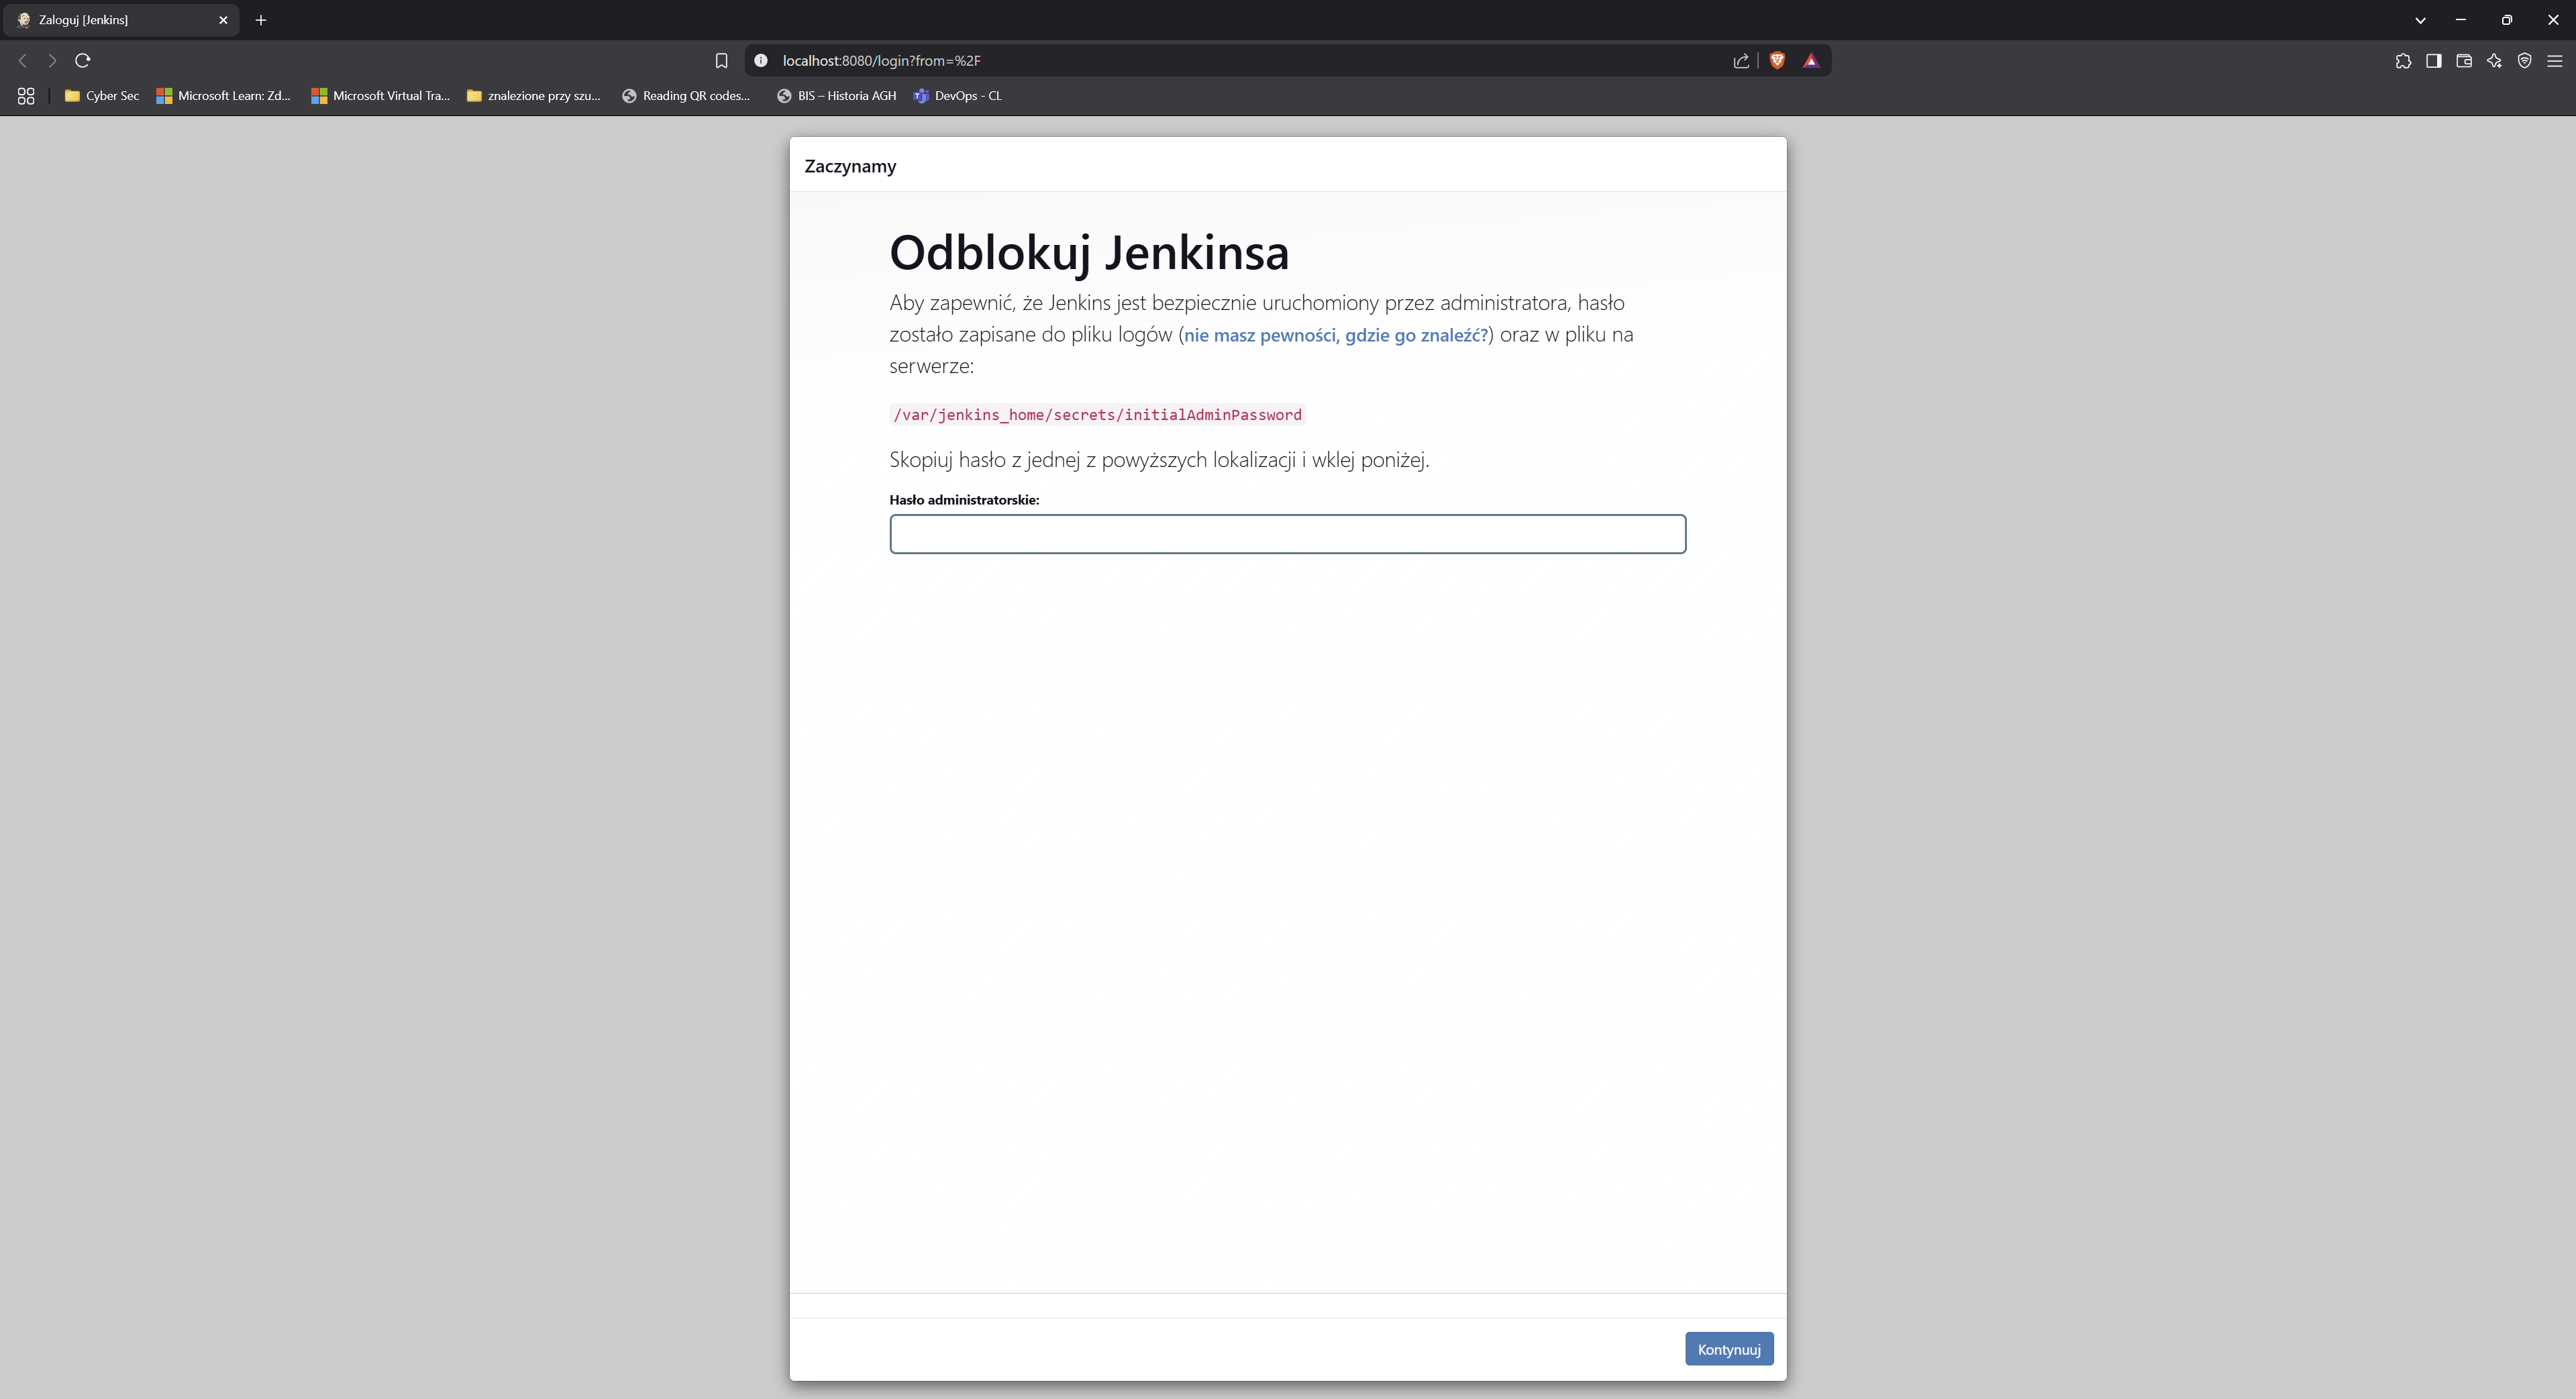 Zaloguj [Jenkins]
localhost:8080/login?from=%2F
Cyber Sec
Microsoft Learn: Zd...
Microsoft Virtual Tra...
znalezione przy szu...
Reading QR codes...
BIS – Historia AGH
DevOps - CL
Zaczynamy
Odblokuj Jenkinsa
Aby zapewnić, że Jenkins jest bezpiecznie uruchomiony przez administratora, hasło
zostało zapisane do pliku logów (nie masz pewności, gdzie go znaleźć?) oraz w pliku na
serwerze:
/var/jenkins_home/secrets/initialAdminPassword
Skopiuj hasło z jednej z powyższych lokalizacji i wklej poniżej.
Hasło administratorskie:
Kontynuuj